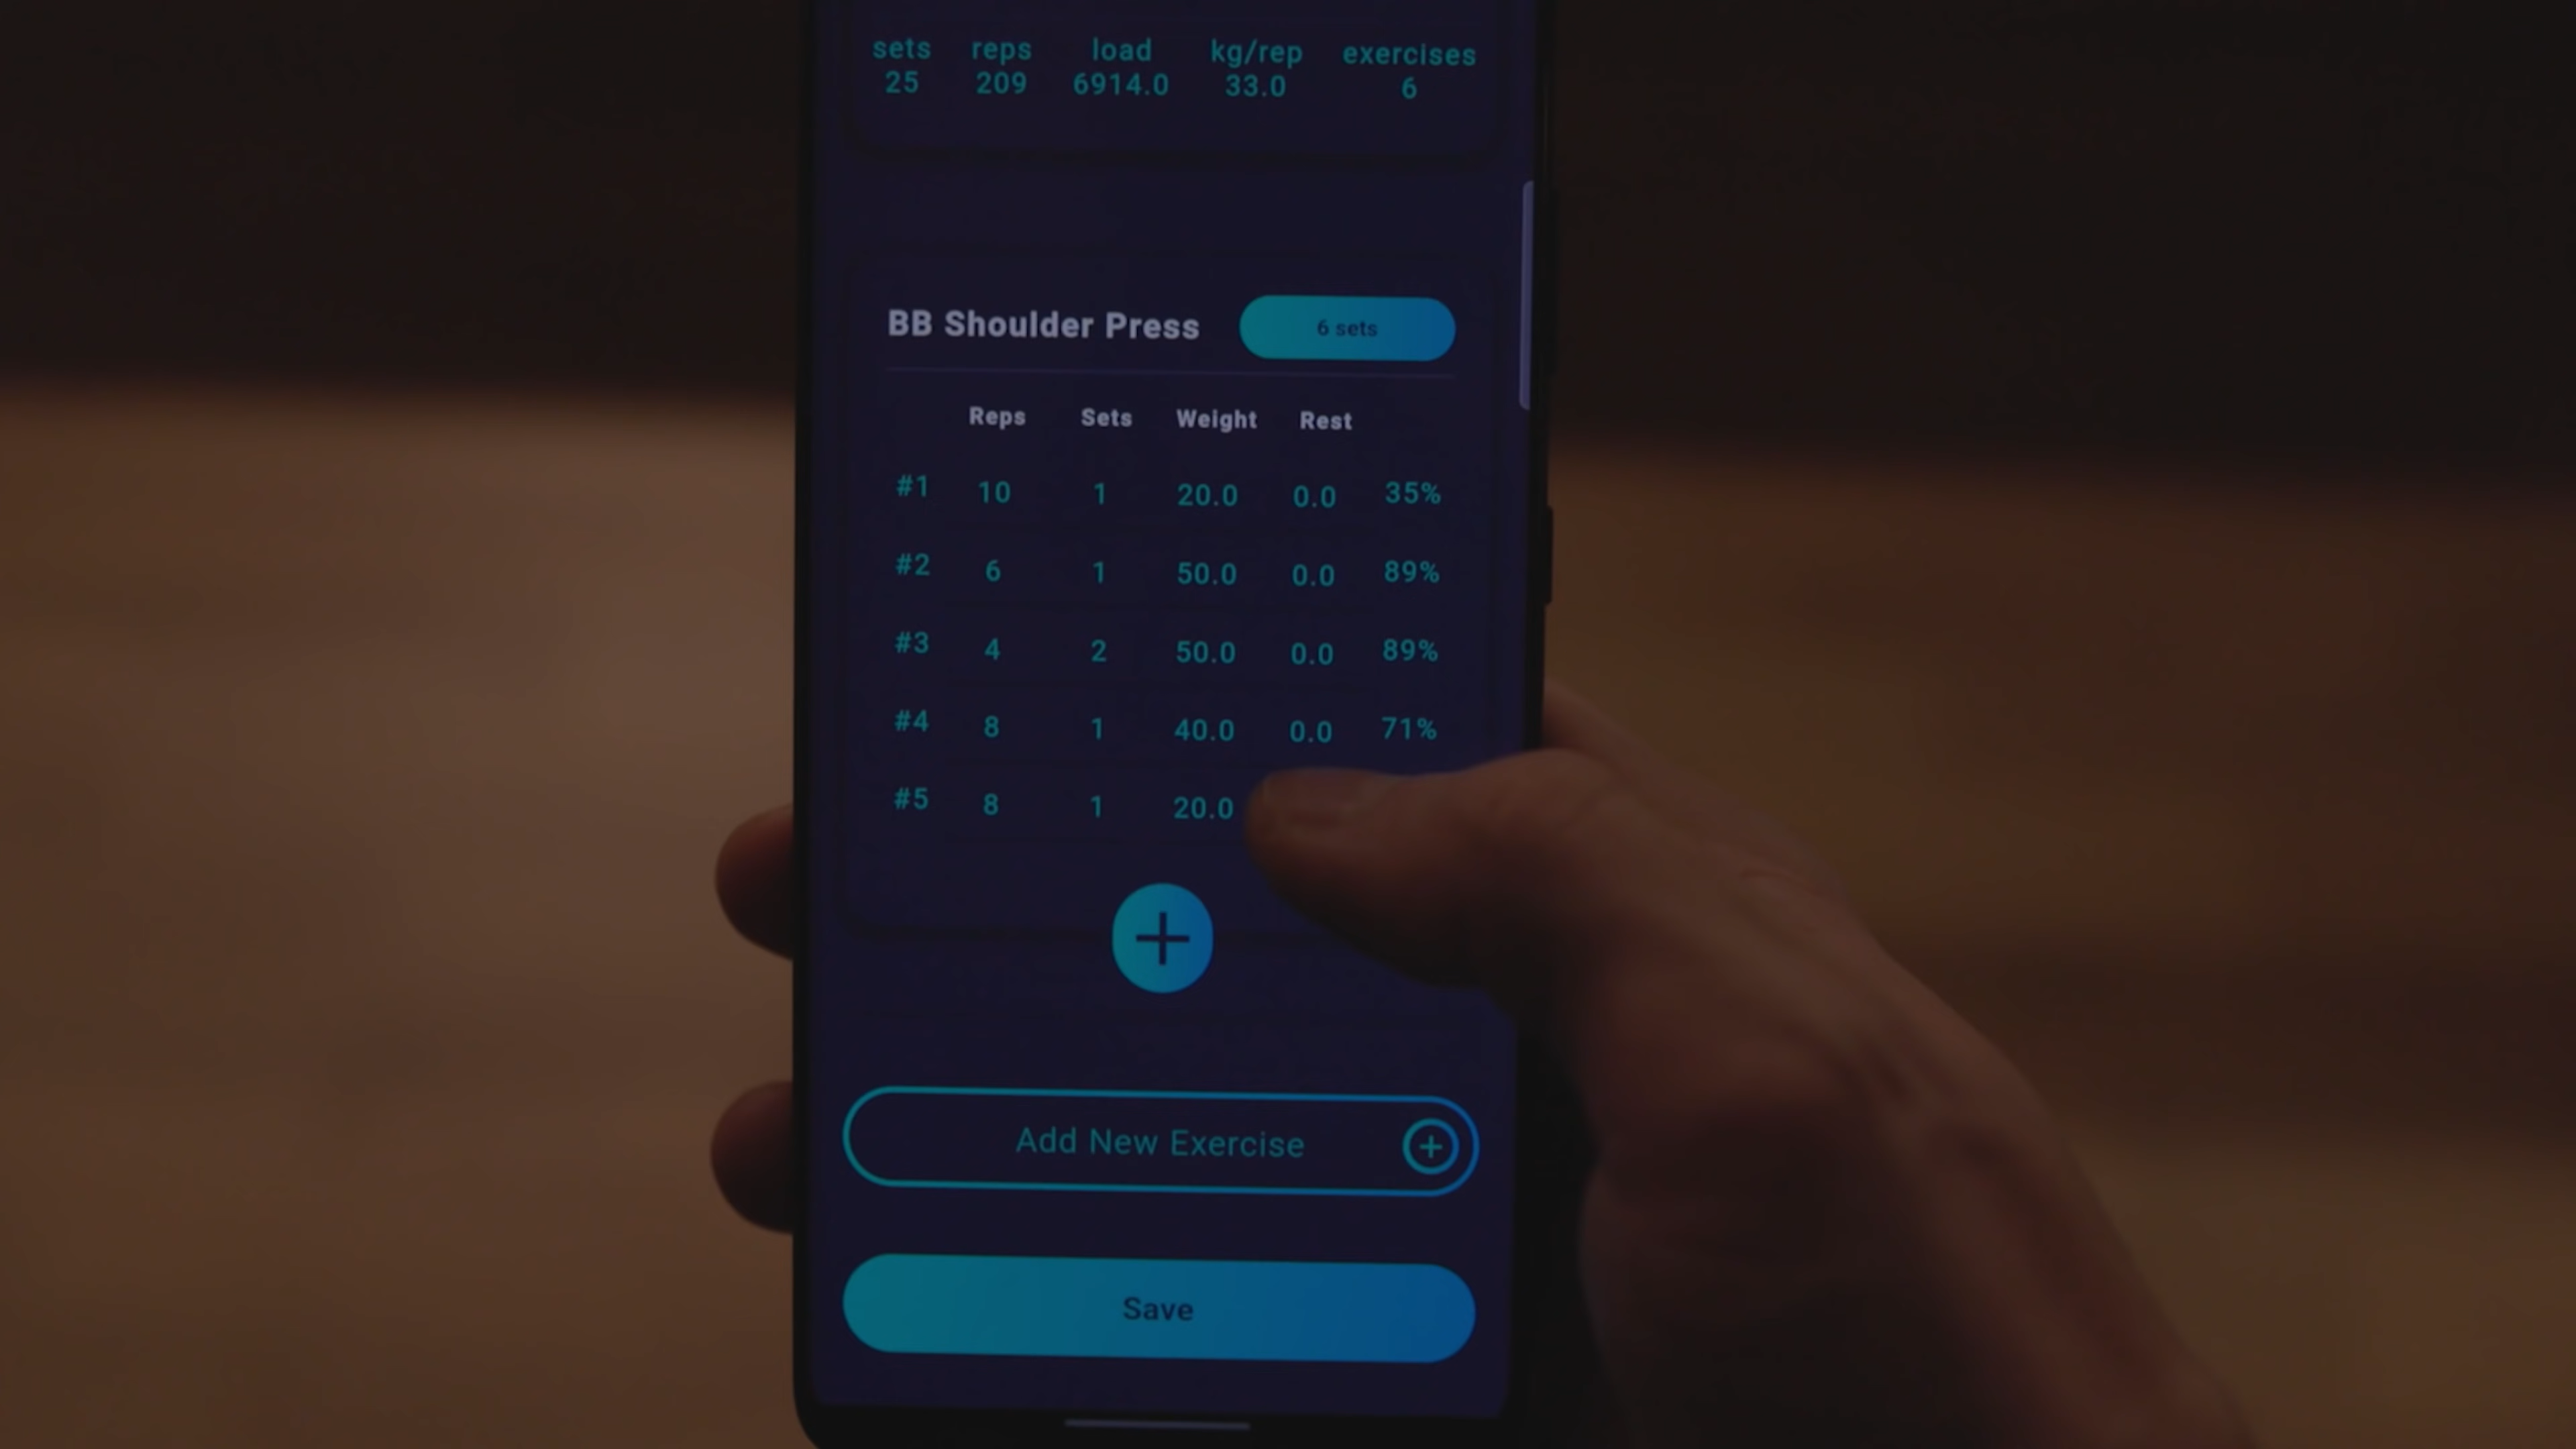 sets reps load kg/rep exercises
25 209 6914.0 33.0 6
BB Shoulder Press 6 sets
Reps Sets Weight Rest
#1 10 1 20.0 0.0 35%
#2 6 1 50.0 0.0 89%
#3 4 2 50.0 0.0 89%
#4 8 1 40.0 0.0 71%
#5 8 1 20.0
Add New Exercise
Save